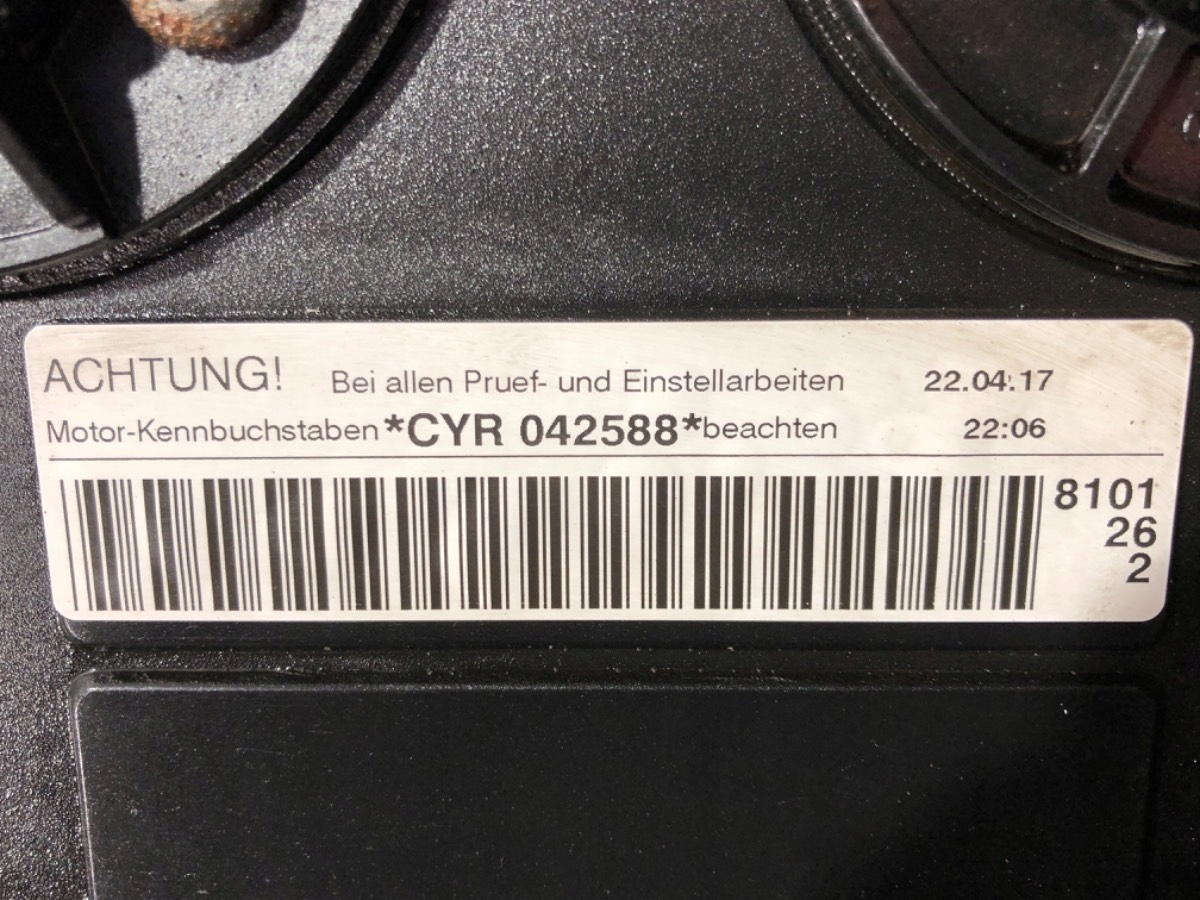 ACHTUNG! Bei allen Pruef- und Einstellarbeiten 22.04.17
Motor-Kennbuchstaben *CYR 042588* beachten 22:06
8101
26
2